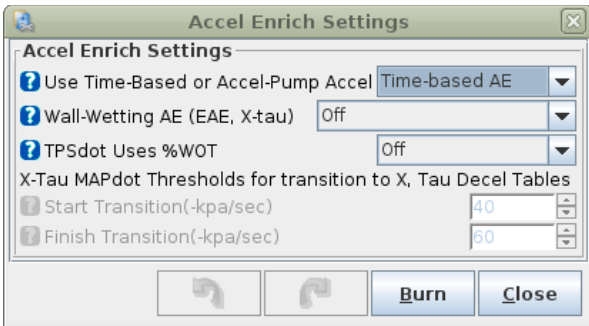 Accel Enrich Settings
Accel Enrich Settings
? Use Time-Based or Accel-Pump Accel Time-based AE
? Wall-Wetting AE (EAE, X-tau) Off
? TPSdot Uses %WOT Off
X-Tau MAPdot Thresholds for transition to X, Tau Decel Tables
? Start Transition(-kpa/sec) 40
? Finish Transition(-kpa/sec) 60
Burn Close